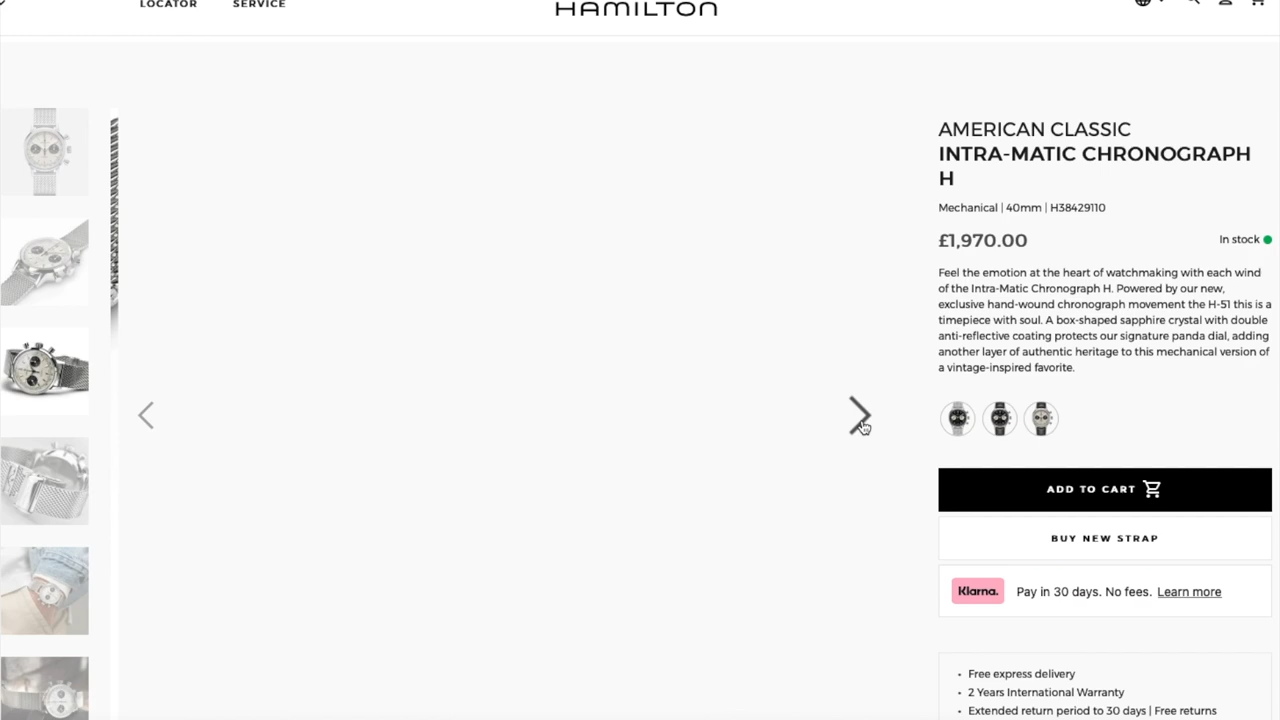 LOCATOR
SERVICE
HAMILTON
AMERICAN CLASSIC
INTRA-MATIC CHRONOGRAPH
H
Mechanical | 40mm | H38429110
£1,970.00
In stock
Feel the emotion at the heart of watchmaking with each wind
of the Intra-Matic Chronograph H. Powered by our new,
exclusive hand-wound chronograph movement the H-51 this is a
timepiece with soul. A box-shaped sapphire crystal with double
anti-reflective coating protects our signature panda dial, adding
another layer of authentic heritage to this mechanical version of
a vintage-inspired favorite.
ADD TO CART
BUY NEW STRAP
Klarna. Pay in 30 days. No fees. Learn more
• Free express delivery
• 2 Years International Warranty
• Extended return period to 30 days | Free returns